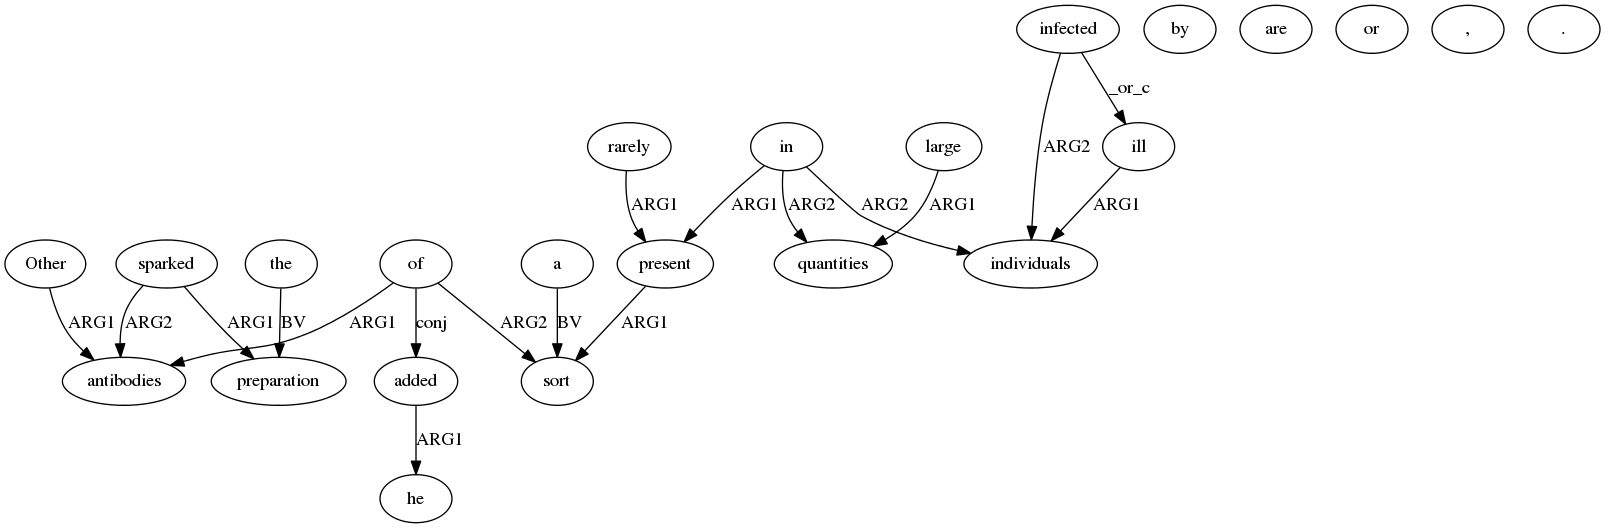 infected by are or , .
_or_c
rarely in large ill
ARG2
ARG1 ARG1 ARG2 ARG2 ARG1 ARG1
Other sparked the of a present quantities individuals
ARG1 ARG2 ARG1 BV ARG1 conj ARG2 BV ARG1
antibodies preparation added sort
ARG1
he